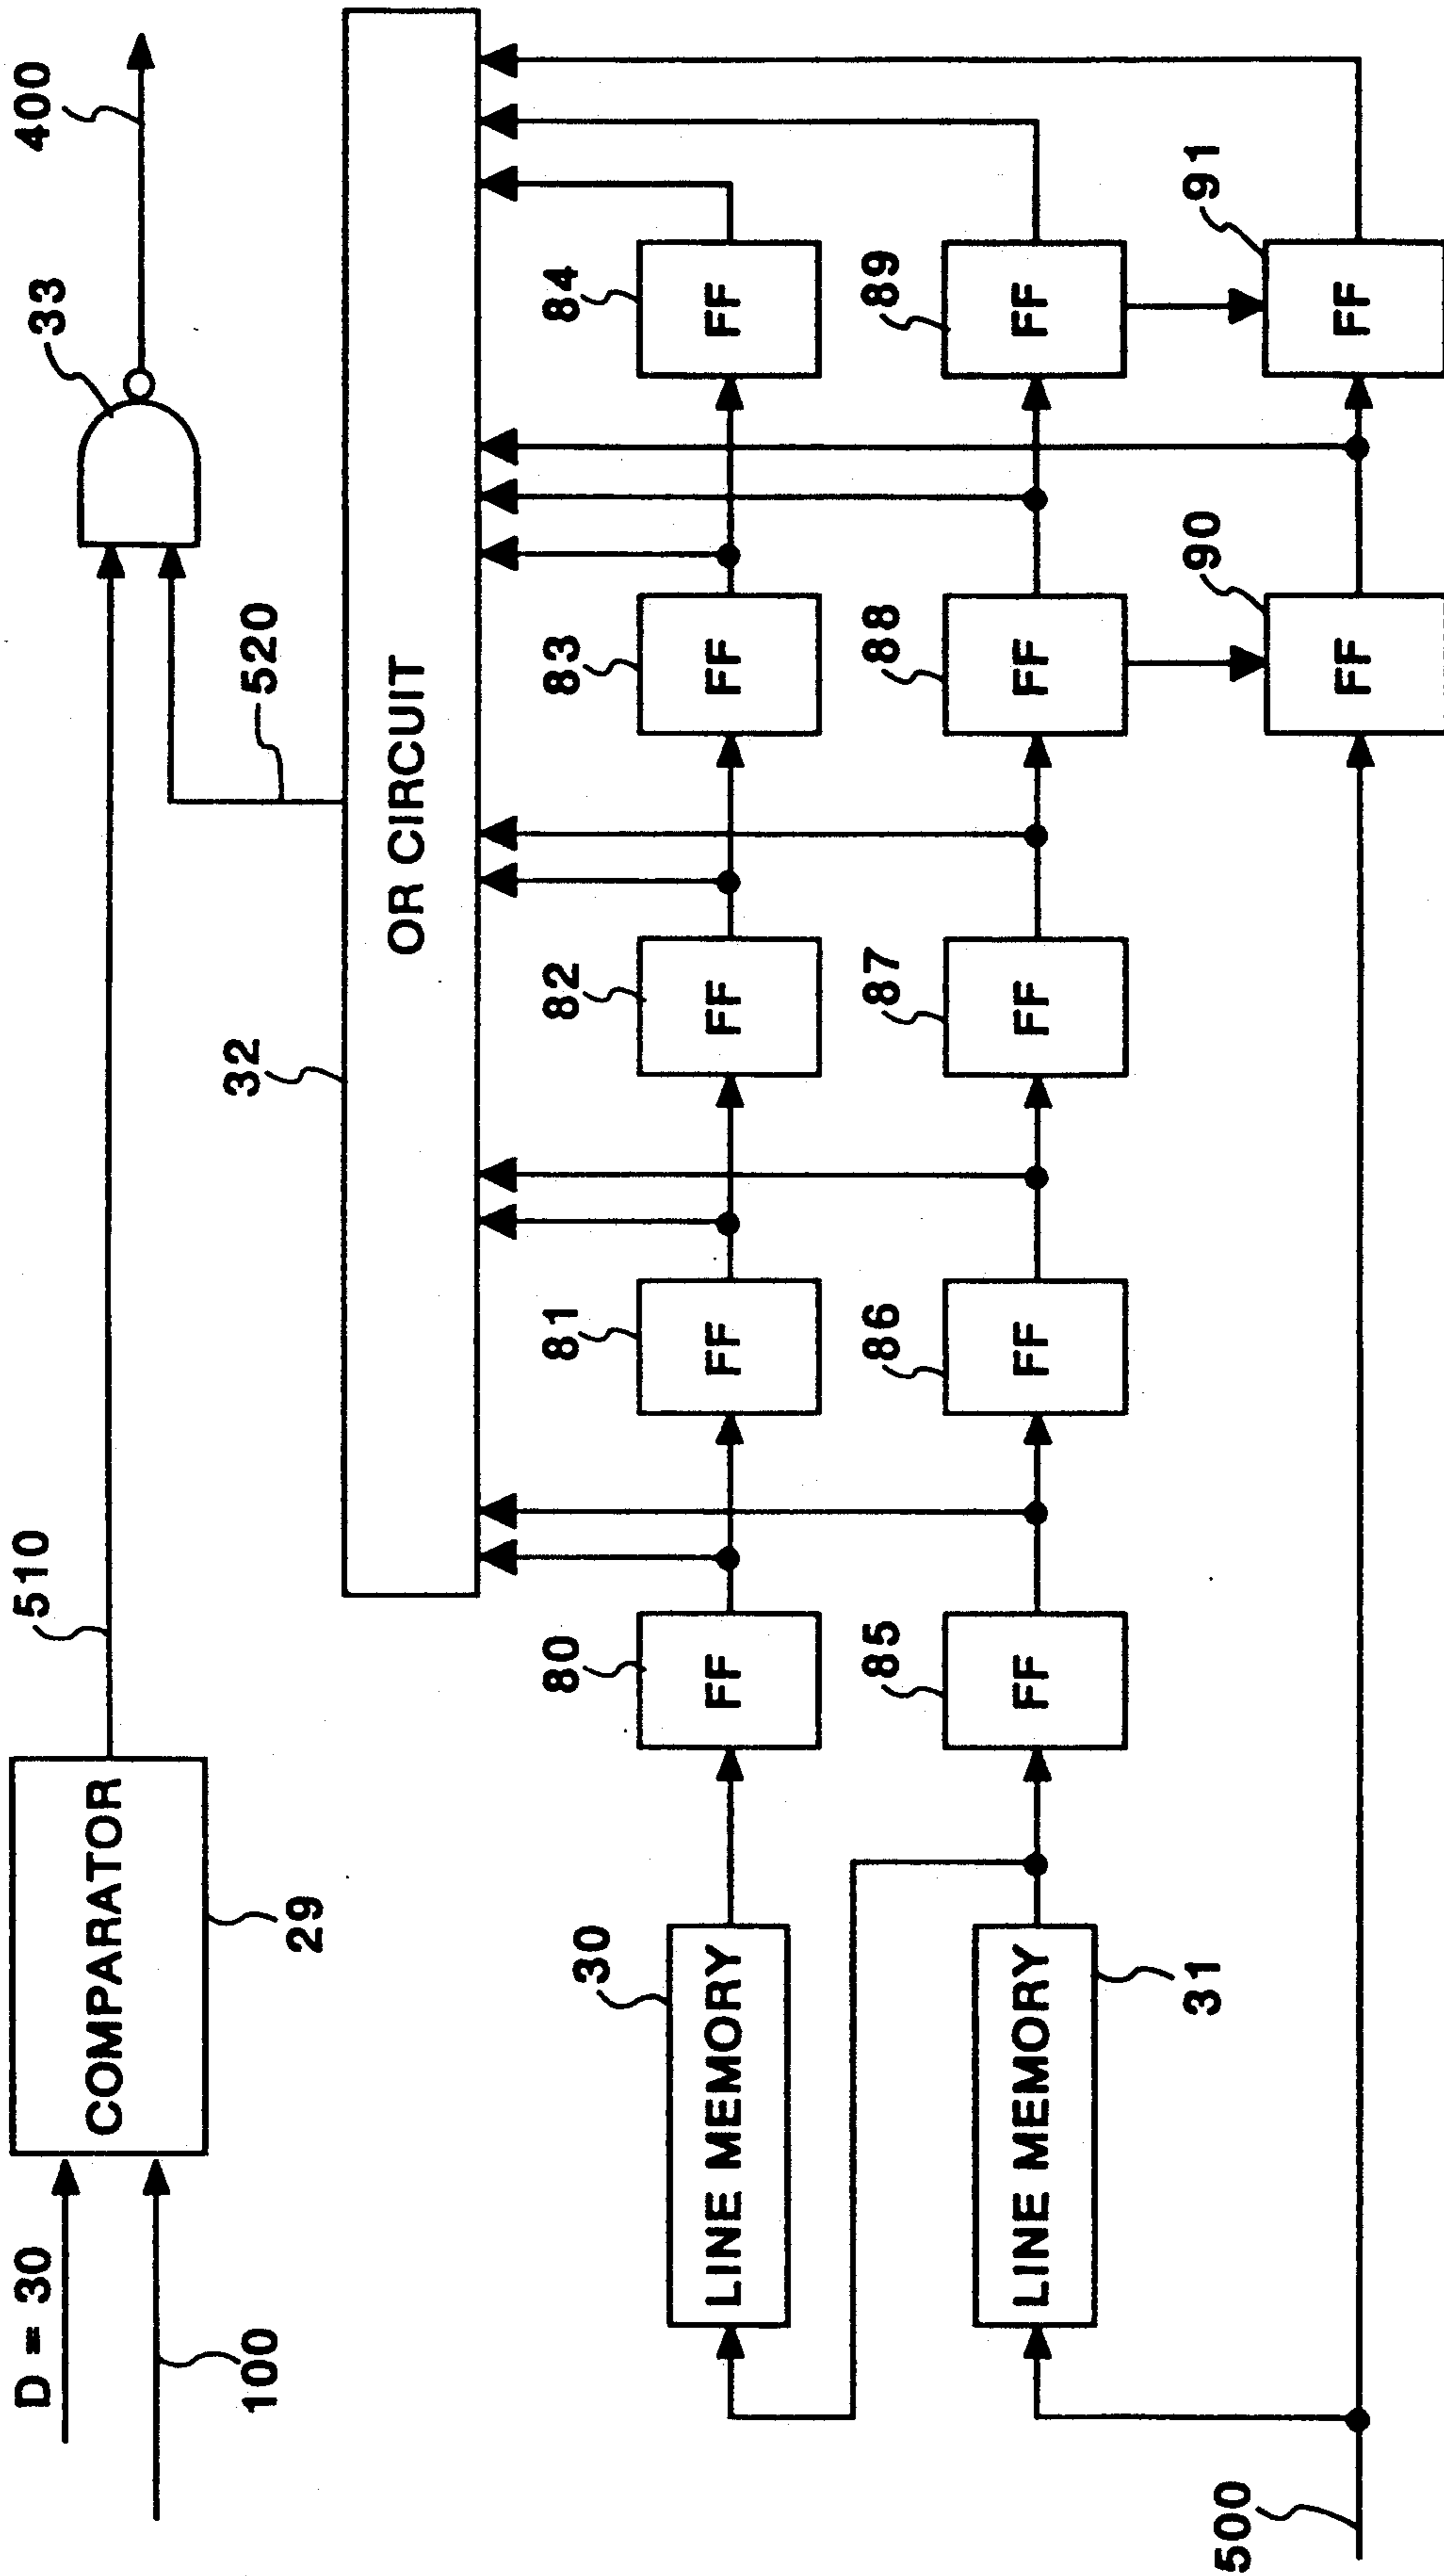 D = 30
100
COMPARATOR
29
510
33
400
520
32
OR CIRCUIT
30
LINE MEMORY
80
FF
81
FF
82
FF
83
FF
84
FF
31
LINE MEMORY
85
FF
86
FF
87
FF
88
FF
89
FF
500
90
FF
91
FF